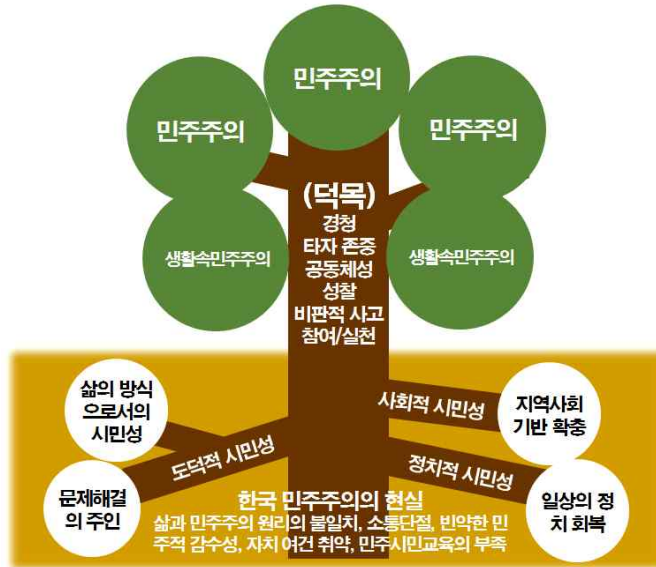 민주주의
민주주의
민주주의
생활속민주주의
생활속민주주의
(덕목)
경청
타자 존중
공동체성
성찰
비판적 사고
참여/실천
삶의 방식
으로서의
시민성
문제해결
의 주인
도덕적 시민성
사회적 시민성
정치적 시민성
지역사회
기반 확충
일상의 정
치 회복
한국 민주주의의 현실
삶과 민주주의 원리의 불일치, 소통단절, 빈약한 민
주적 감수성, 자치 여건 취약, 민주시민교육의 부족